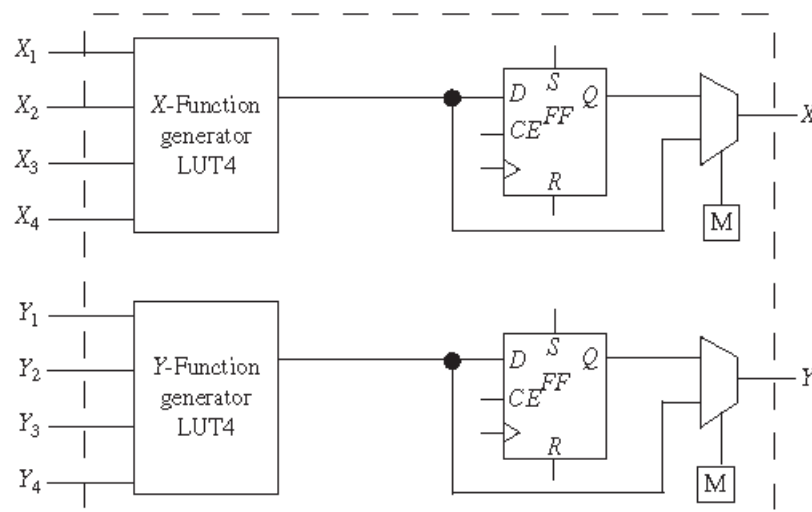 X₁
X₂
X₃
X₄
X-Function
generator
LUT4
S
D
Q
FF
CE
R
M
X
Y₁
Y₂
Y₃
Y₄
Y-Function
generator
LUT4
S
D
Q
FF
CE
R
M
Y